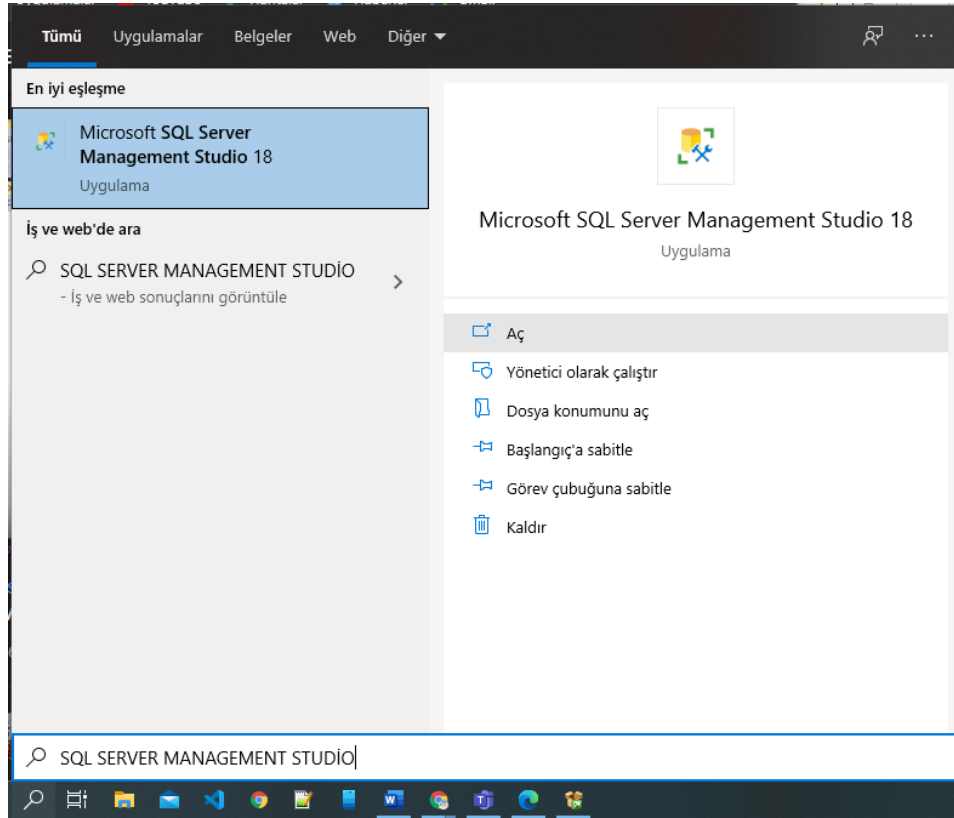 Tümü Uygulamalar Belgeler Web Diğer
En iyi eşleşme
Microsoft SQL Server
Management Studio 18
Uygulama
İş ve web'de ara
SQL SERVER MANAGEMENT STUDİO
- İş ve web sonuçlarını görüntüle
Microsoft SQL Server Management Studio 18
Uygulama
Aç
Yönetici olarak çalıştır
Dosya konumunu aç
Başlangıç'a sabitle
Görev çubuğuna sabitle
Kaldır
SQL SERVER MANAGEMENT STUDİO